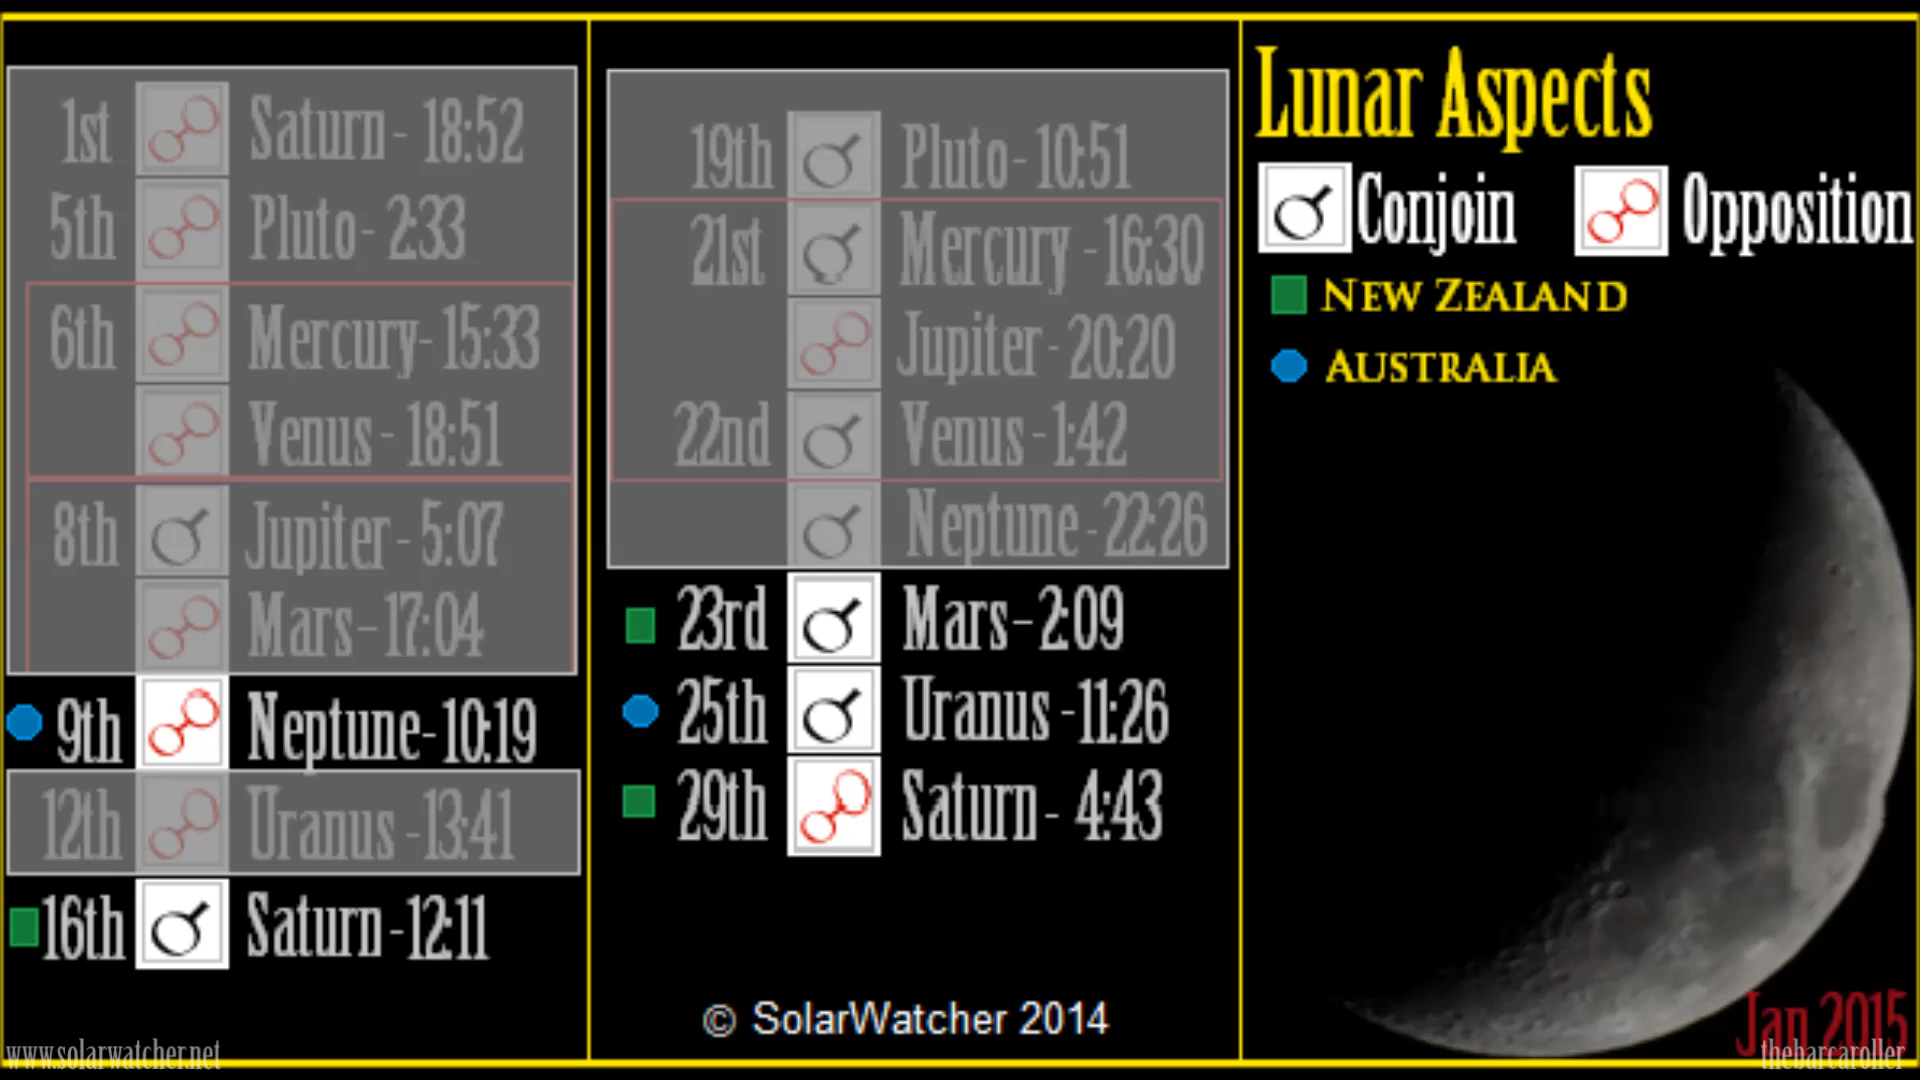 1st Saturn - 18:52
5th Pluto - 2:33
6th Mercury- 15:33
Venus - 18:51
8th Jupiter - 5:07
Mars - 17:04
9th Neptune- 10:19
12th Uranus - 13:41
16th Saturn - 12:11
www.solarwatcher.net
19th Pluto- 10:51
21st Mercury - 16:30
Jupiter - 20:20
22nd Venus - 1:42
Neptune - 22:26
23rd Mars - 2:09
25th Uranus - 11:26
29th Saturn - 4:43
© SolarWatcher 2014
Lunar Aspects
Conjoin Opposition
NEW ZEALAND
AUSTRALIA
Jan 2015
thebarcaroller